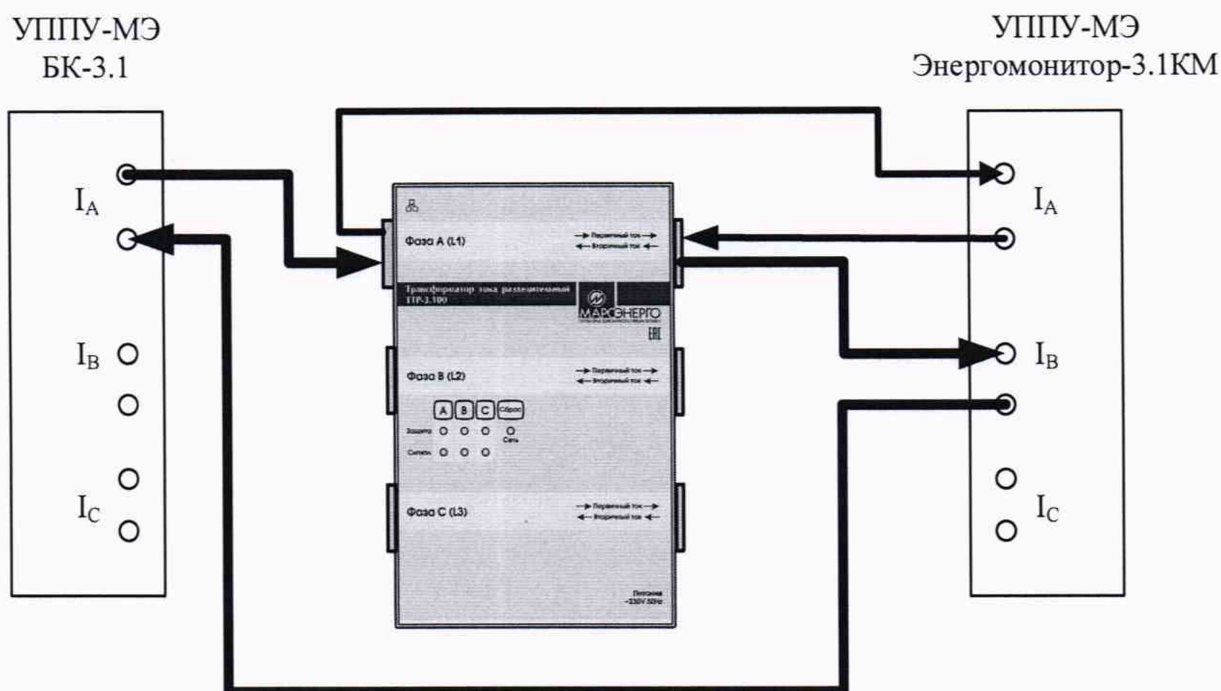 УППУ-МЭ
БК-3.1
УППУ-МЭ
Энергомонитор-3.1КМ
I_A
I_B
I_C
Фаза А (L1)
Первичный ток
Вторичный ток
Трансформатор тока разделительный
ТТР-3.100
МАРСЭНЕРГО
ЕАС
Фаза В (L2)
Первичный ток
Вторичный ток
А В С Сброс
Защита
Сеть
Сигнал
Фаза С (L3)
Первичный ток
Вторичный ток
Питание
~230V 50Hz
I_A
I_B
I_C